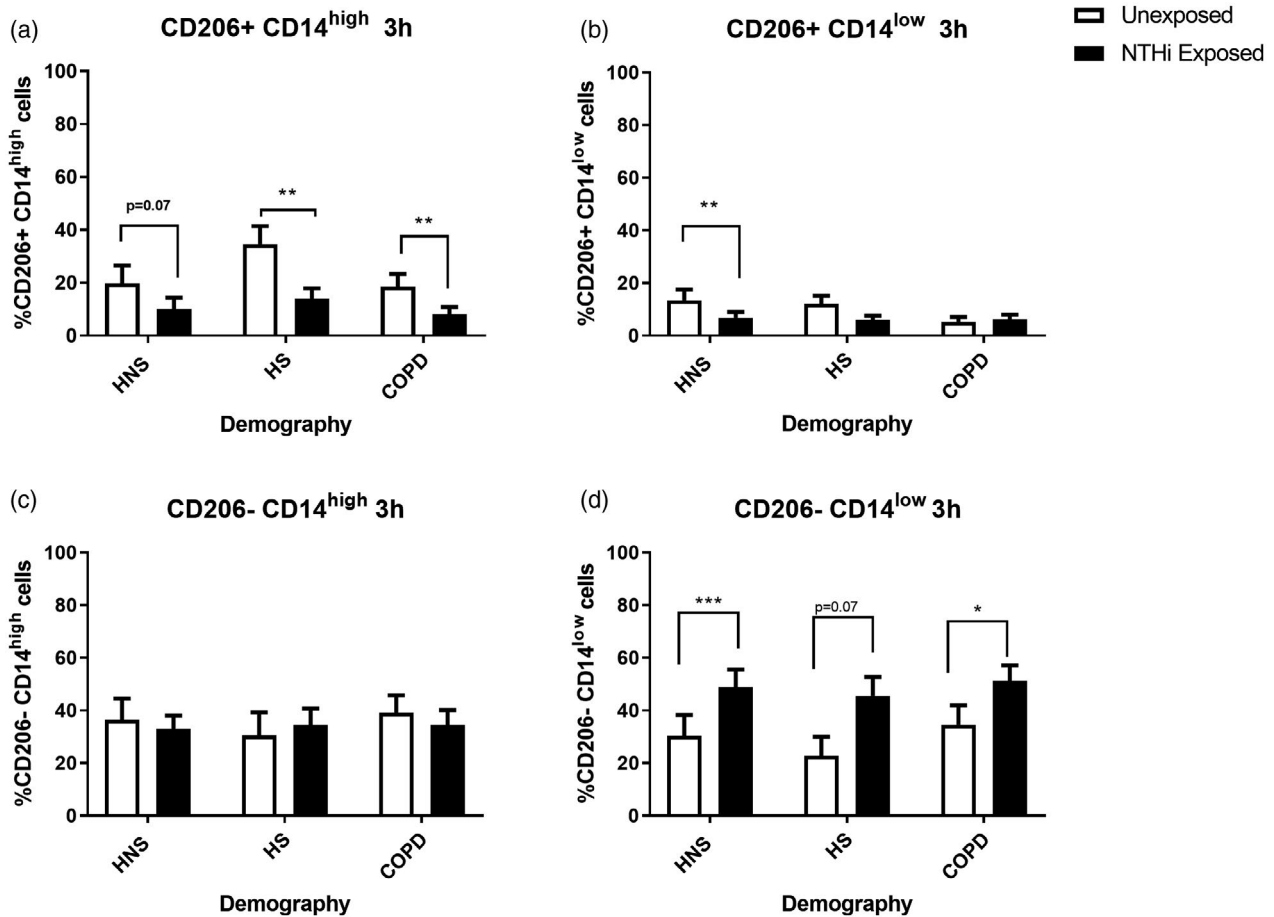 Unexposed
NTHi Exposed
(a)
CD206+ CD14high 3h
%CD206+ CD14high cells
100
80
60
40
20
0
p=0.07
**
**
HNS
HS
COPD
Demography
(b)
CD206+ CD14low 3h
%CD206+ CD14low cells
100
80
60
40
20
0
**
HNS
HS
COPD
Demography
(c)
CD206- CD14high 3h
%CD206- CD14high cells
100
80
60
40
20
0
HNS
HS
COPD
Demography
(d)
CD206- CD14low 3h
%CD206- CD14low cells
100
80
60
40
20
0
***
p=0.07
*
HNS
HS
COPD
Demography